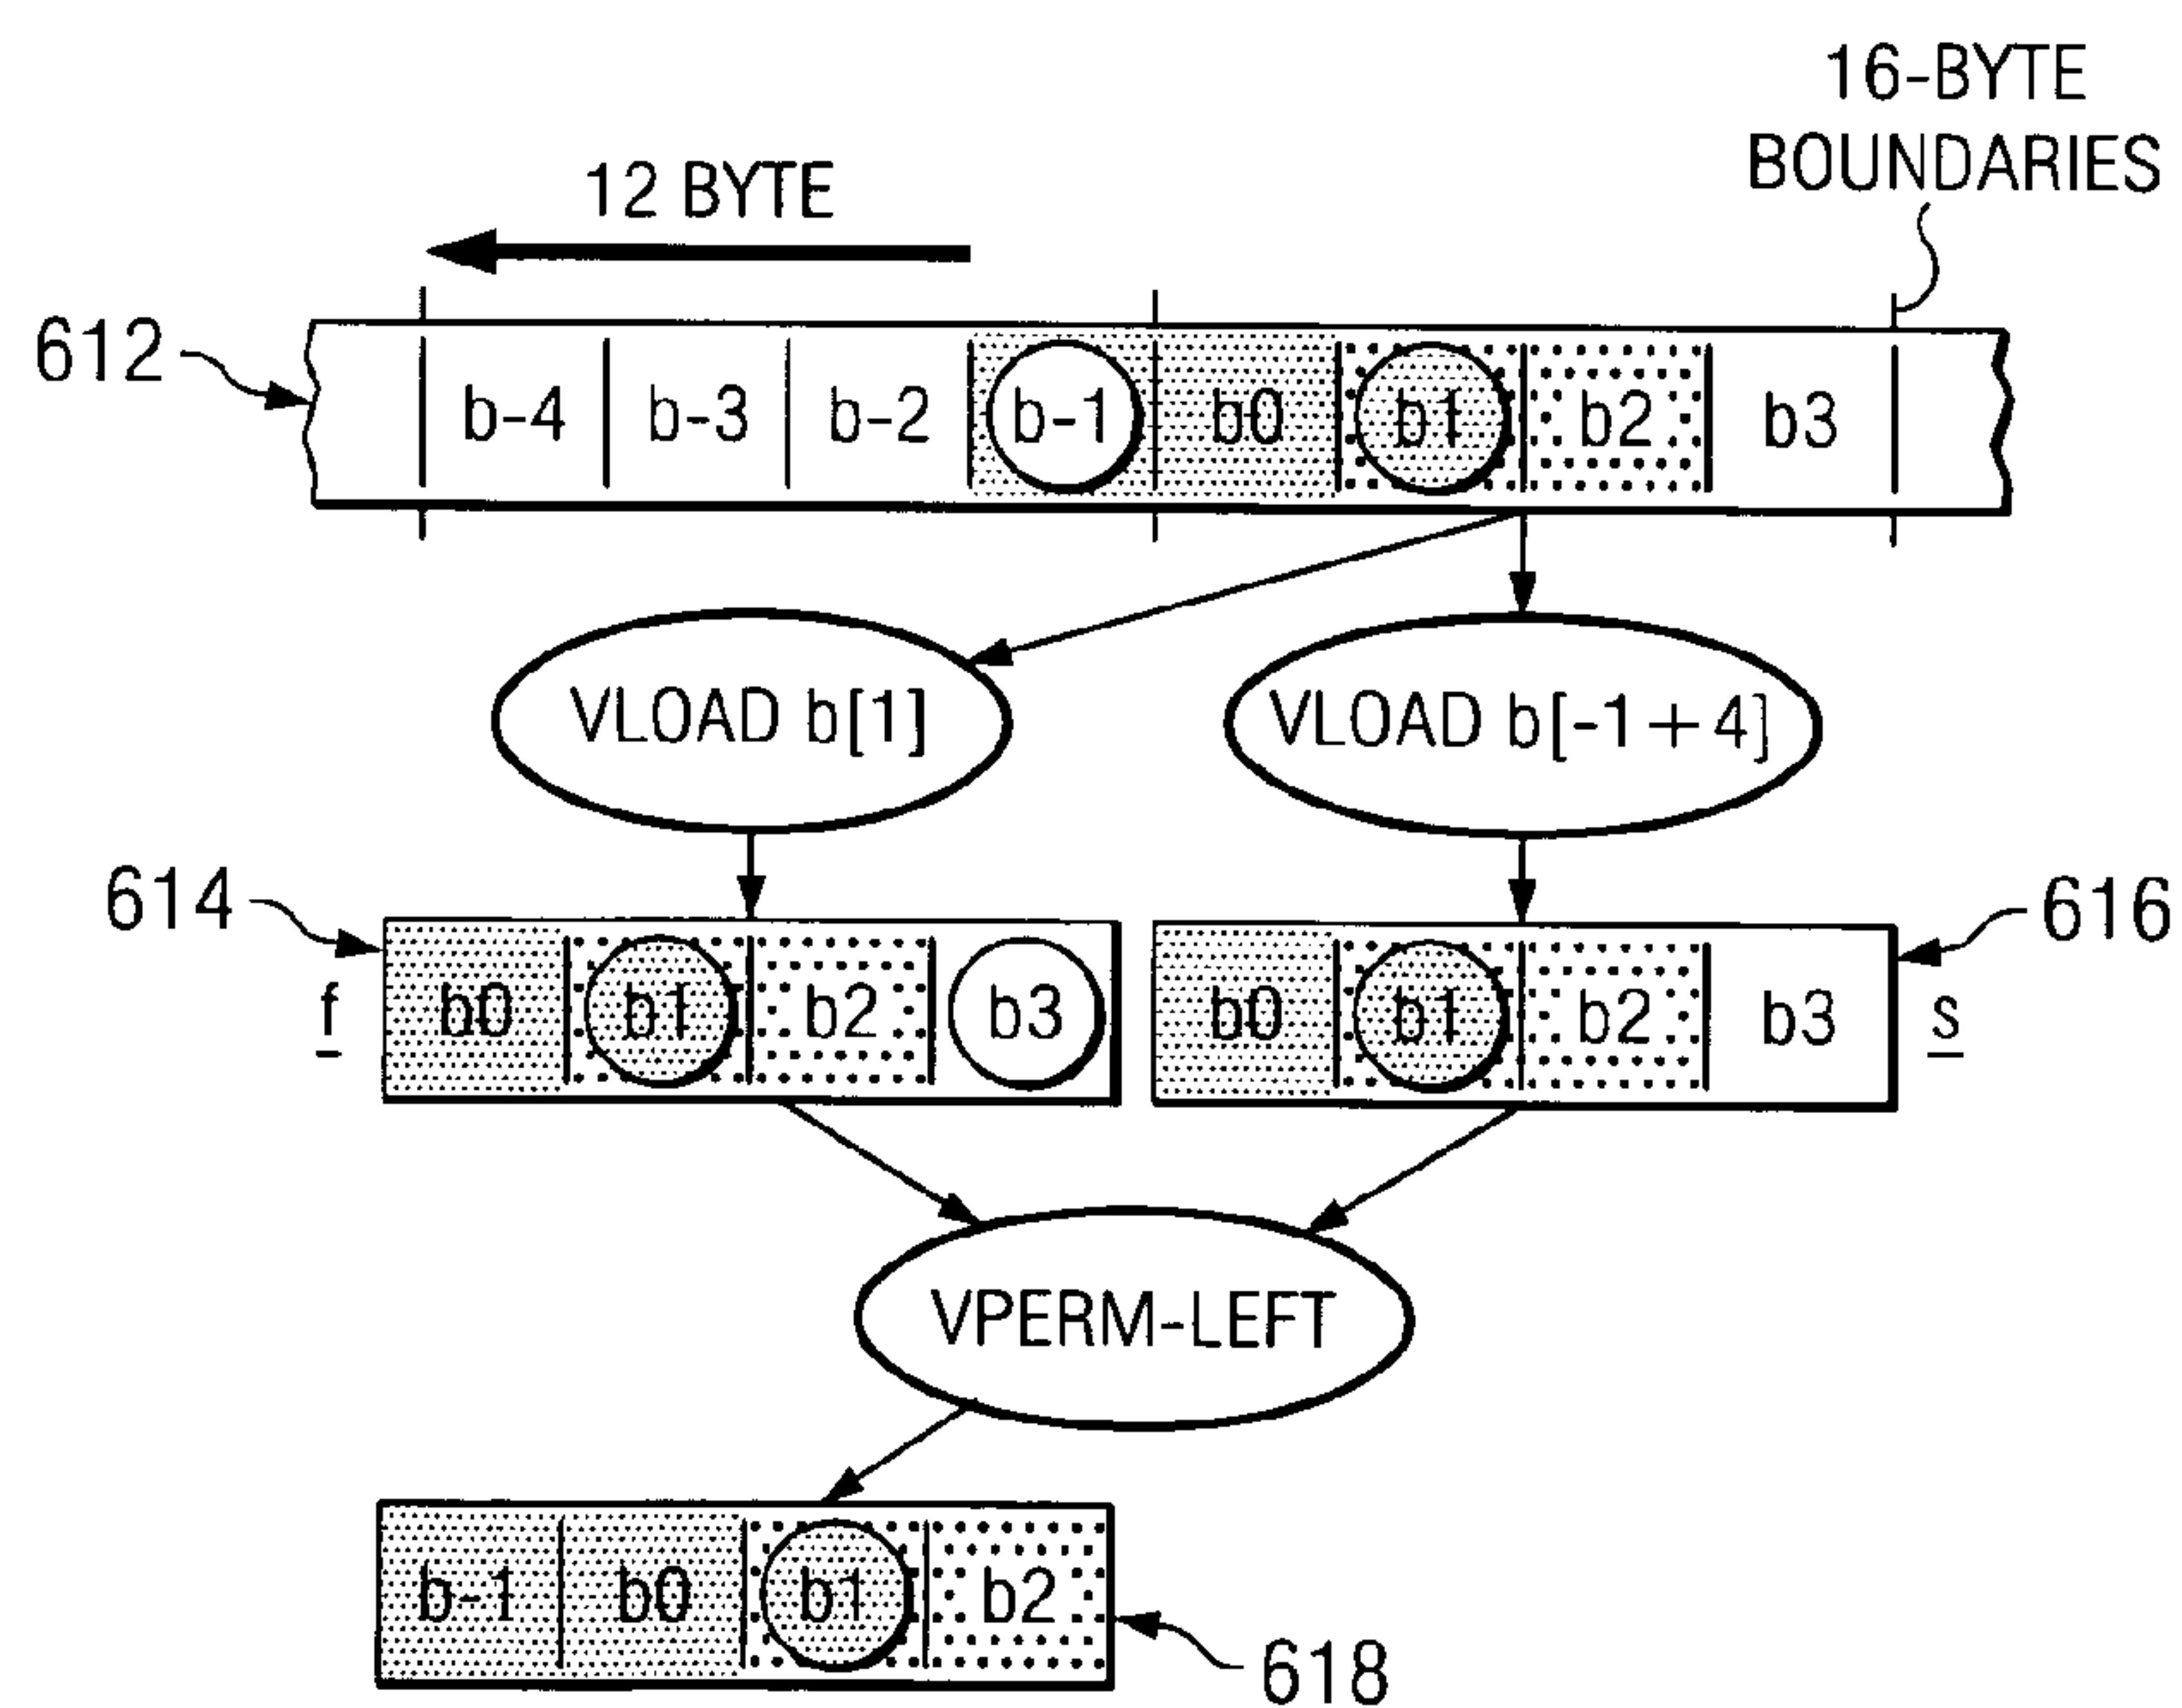 16-BYTE
BOUNDARIES
12 BYTE
612
b-4 b-3 b-2 b-1 b0 b1 b2 b3
VLOAD b[1] VLOAD b[-1+4]
614 616
f b0 b1 b2 b3 b0 b1 b2 b3 s
VPERM-LEFT
b-1 b0 b1 b2
618